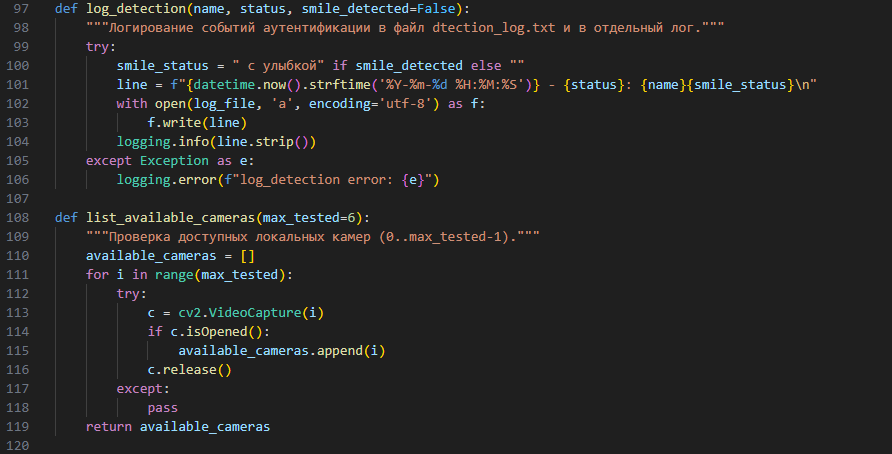 97 def log_detection(name, status, smile_detected=False):
98     """Логирование событий аутентификации в файл dtection_log.txt и в отдельный лог."""
99     try:
100         smile_status = " с улыбкой" if smile_detected else ""
101         line = f"{datetime.now().strftime('%Y-%m-%d %H:%M:%S')} - {status}: {name}{smile_status}\n"
102         with open(log_file, 'a', encoding='utf-8') as f:
103             f.write(line)
104         logging.info(line.strip())
105     except Exception as e:
106         logging.error(f"log_detection error: {e}")
107
108 def list_available_cameras(max_tested=6):
109     """Проверка доступных локальных камер (0..max_tested-1)."""
110     available_cameras = []
111     for i in range(max_tested):
112         try:
113             c = cv2.VideoCapture(i)
114             if c.isOpened():
115                 available_cameras.append(i)
116             c.release()
117         except:
118             pass
119     return available_cameras
120